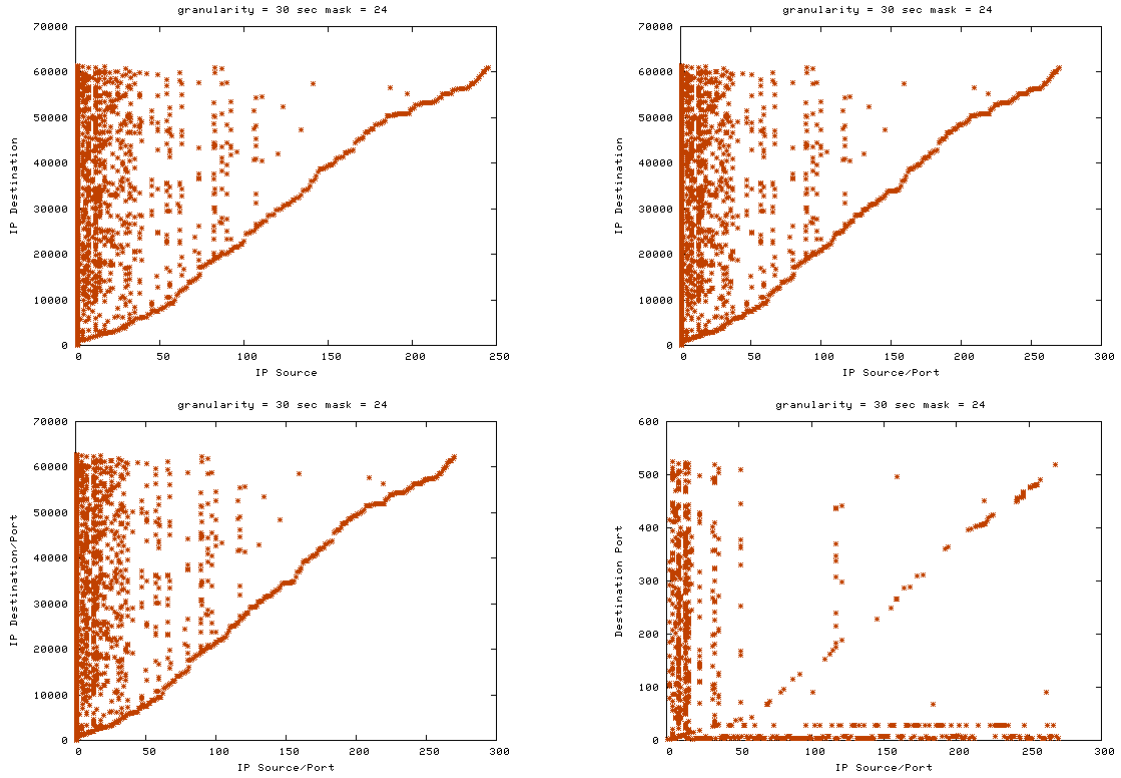 granularity = 30 sec mask = 24
70000
60000
50000
40000
30000
20000
10000
0
IP Destination
0 50 100 150 200 250
IP Source
granularity = 30 sec mask = 24
70000
60000
50000
40000
30000
20000
10000
0
IP Destination
0 50 100 150 200 250 300
IP Source/Port
granularity = 30 sec mask = 24
70000
60000
50000
40000
30000
20000
10000
0
IP Destination/Port
0 50 100 150 200 250 300
IP Source/Port
granularity = 30 sec mask = 24
600
500
400
300
200
100
0
Destination Port
0 50 100 150 200 250 300
IP Source/Port